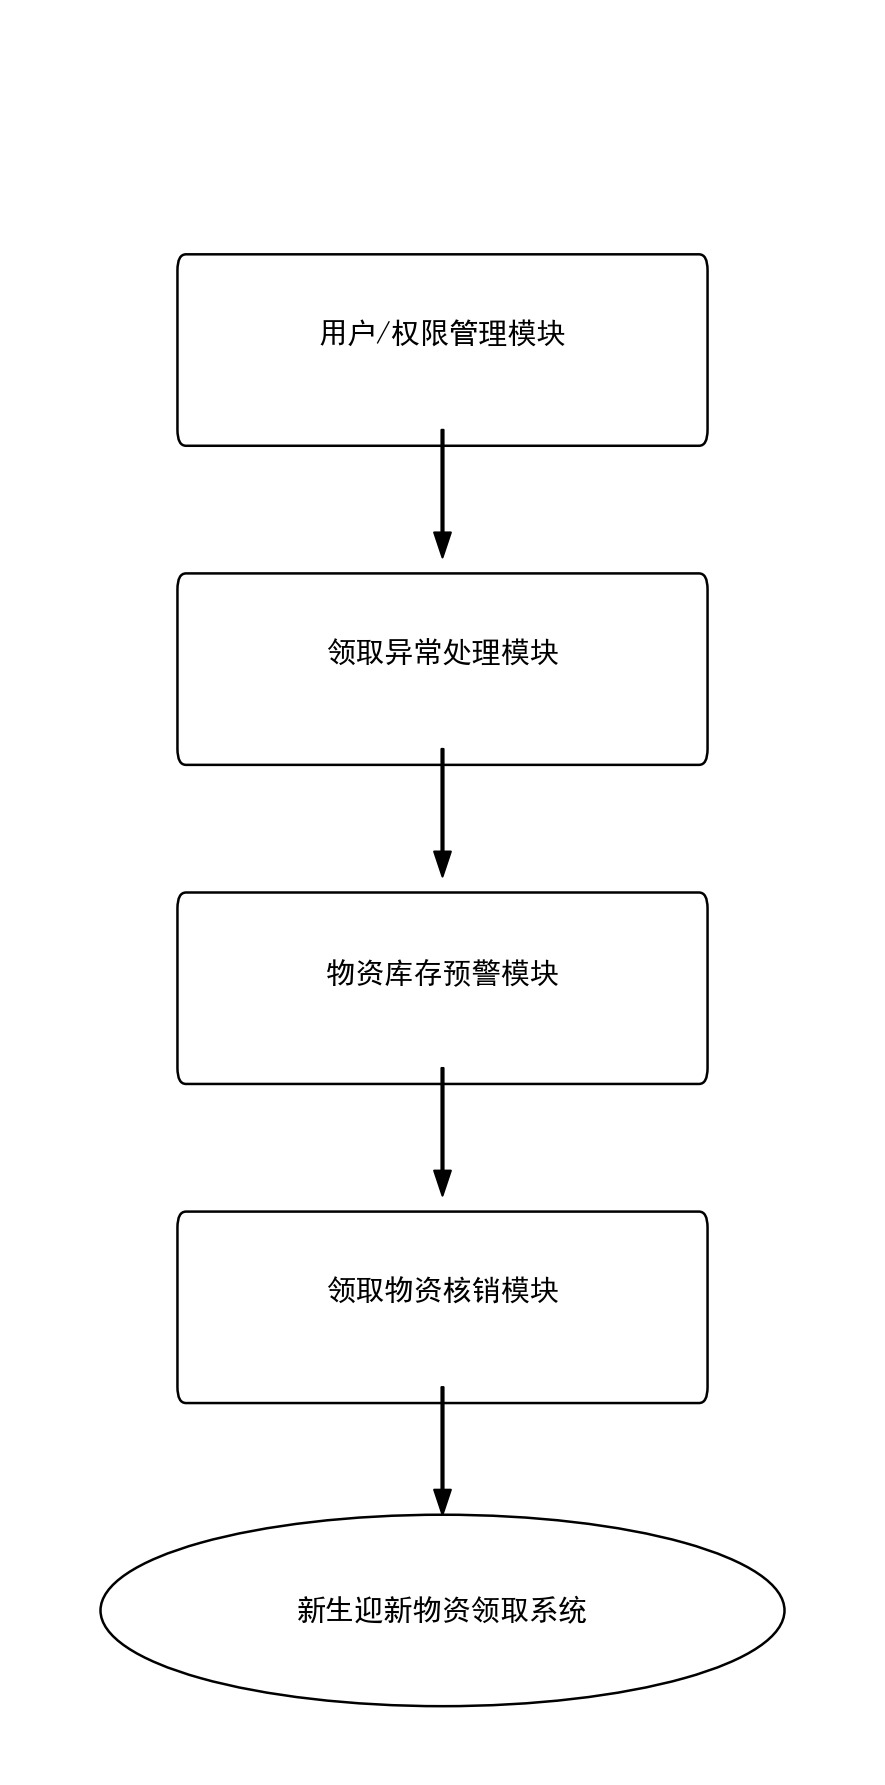 用户/权限管理模块
领取异常处理模块
物资库存预警模块
领取物资核销模块
新生迎新物资领取系统